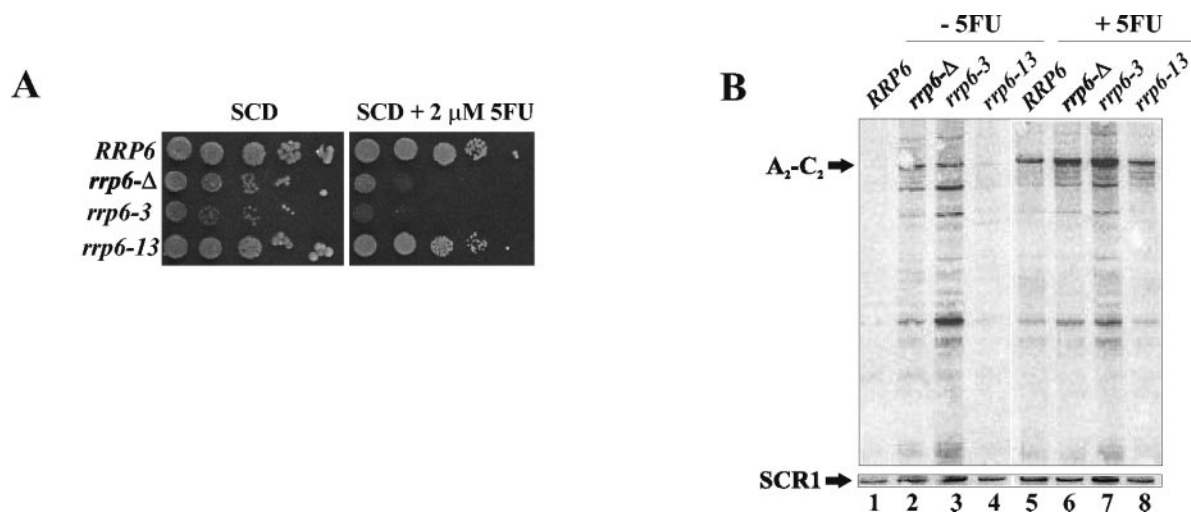 A
SCD
SCD + 2 μM 5FU
RRP6
rrp6-Δ
rrp6-3
rrp6-13
B
- 5FU
+ 5FU
RRP6
rrp6-Δ
rrp6-3
rrp6-13
RRP6
rrp6-Δ
rrp6-3
rrp6-13
A₂-C₂
SCR1
1 2 3 4 5 6 7 8